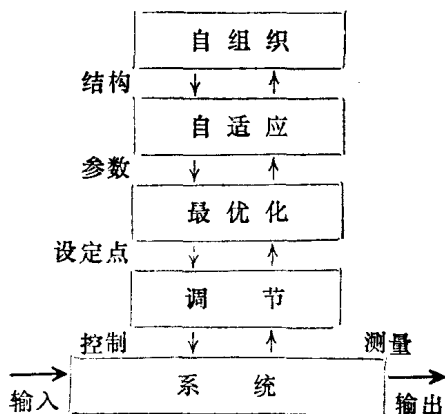 自组织
结构
自适应
参数
最优化
设定点
调节
控制
测量
系统
输入
输出